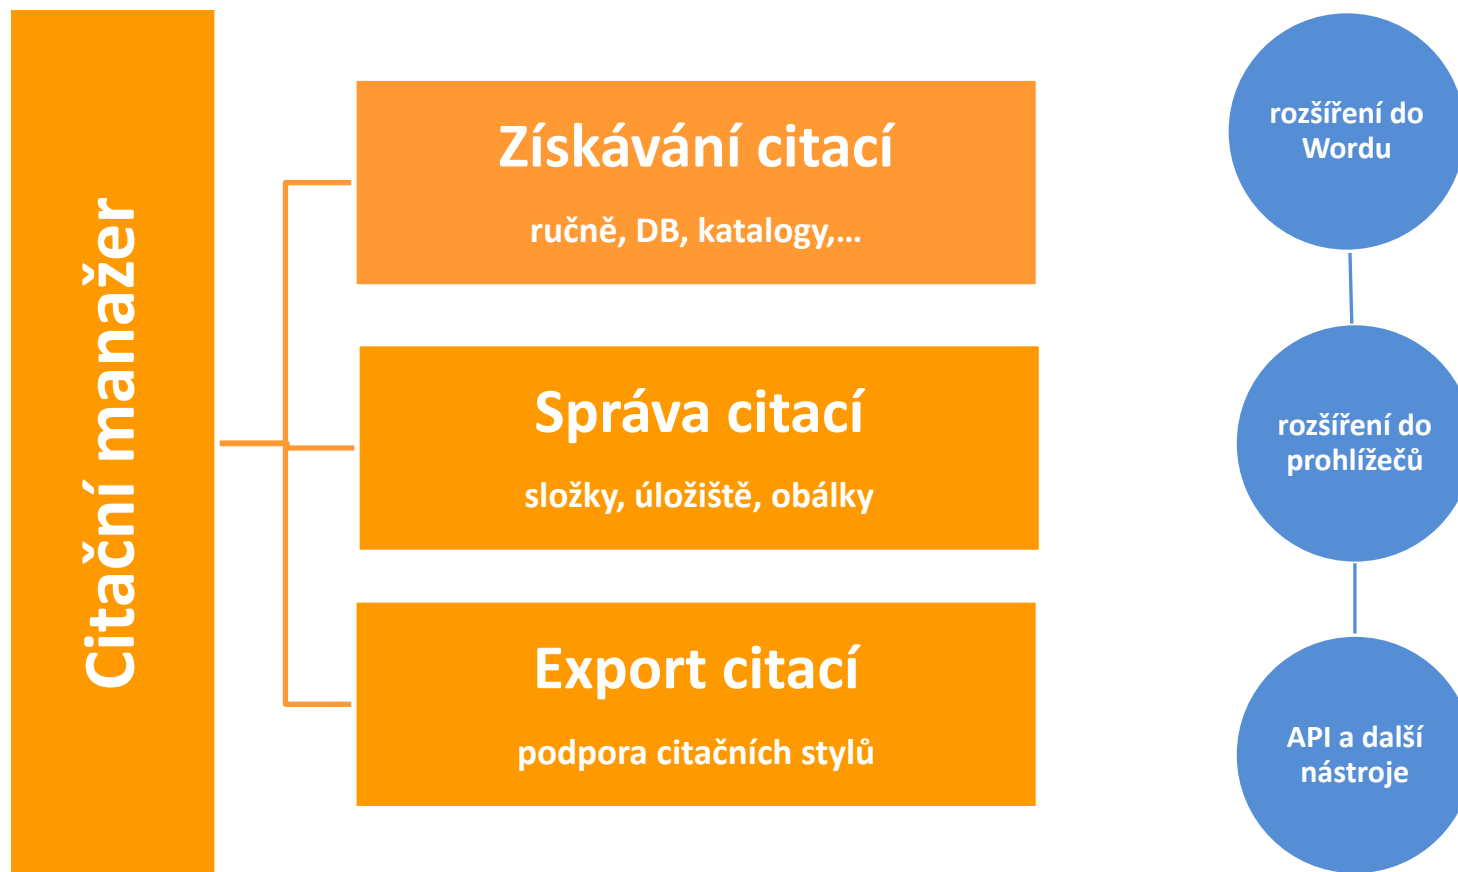 Citační manažer
Získávání citací
ručně, DB, katalogy,...
Správa citací
složky, úložiště, obálky
Export citací
podpora citačních stylů
rozšíření do
Wordu
rozšíření do
prohlížečů
API a další
nástroje